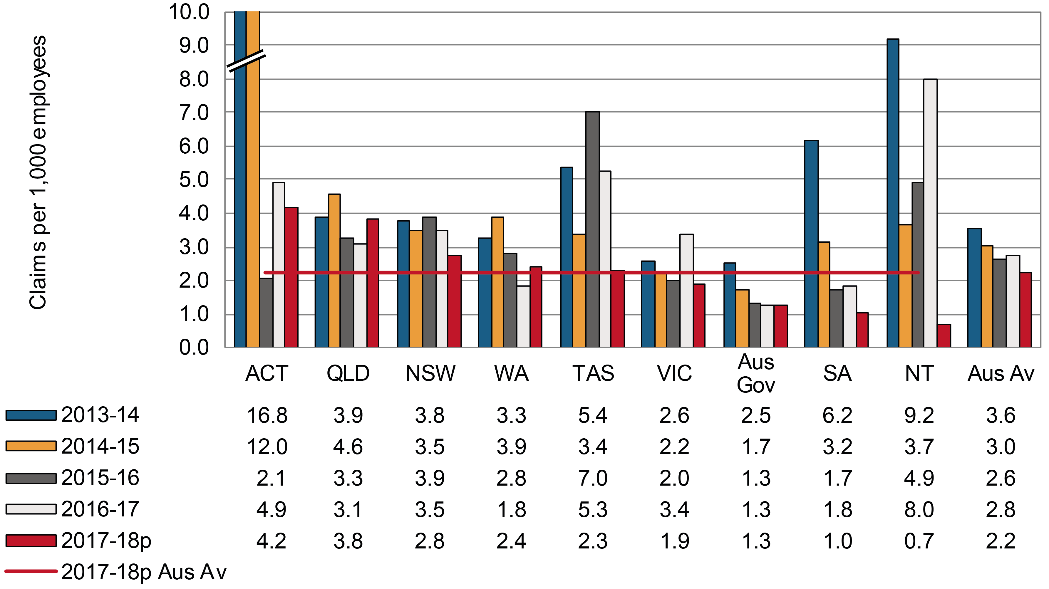 Claims per 1,000 employees
10.0
9.0
8.0
7.0
6.0
5.0
4.0
3.0
2.0
1.0
0.0
ACT QLD NSW WA TAS VIC Aus Gov SA NT Aus Av
2013-14 16.8 3.9 3.8 3.3 5.4 2.6 2.5 6.2 9.2 3.6
2014-15 12.0 4.6 3.5 3.9 3.4 2.2 1.7 3.2 3.7 3.0
2015-16 2.1 3.3 3.9 2.8 7.0 2.0 1.3 1.7 4.9 2.6
2016-17 4.9 3.1 3.5 1.8 5.3 3.4 1.3 1.8 8.0 2.8
2017-18p 4.2 3.8 2.8 2.4 2.3 1.9 1.3 1.0 0.7 2.2
2017-18p Aus Av